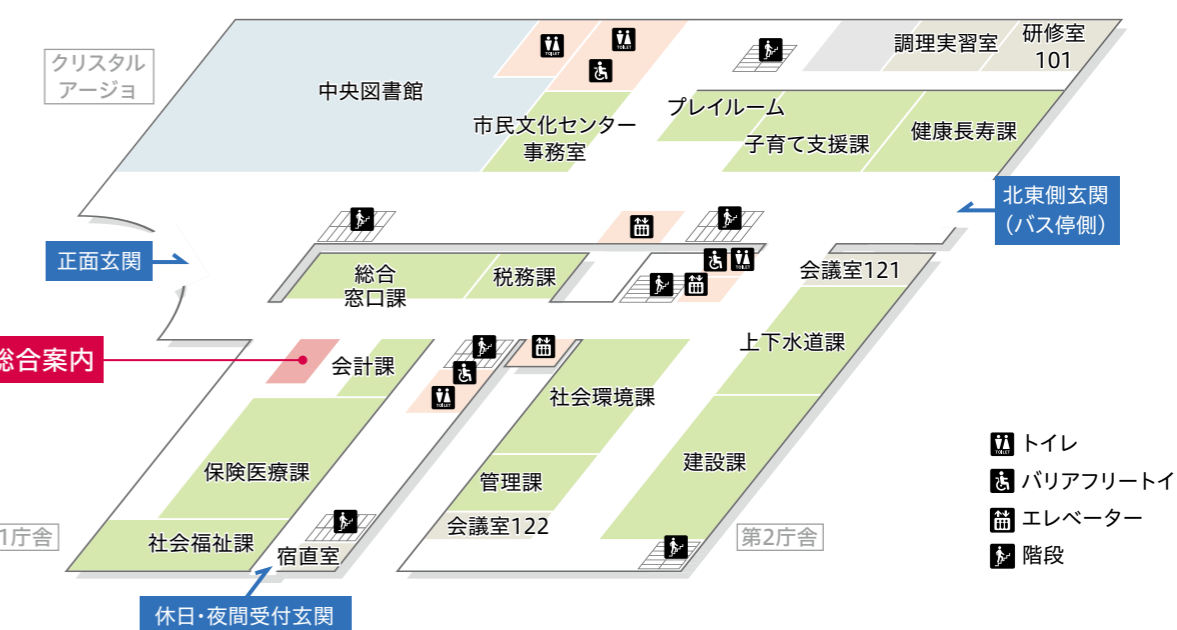 クリスタル
アージョ
中央図書館
市民文化センター
事務室
プレイルーム
子育て支援課
健康長寿課
調理実習室
研修室
101
北東側玄関
（バス停側）
正面玄関
総合
窓口課
税務課
会議室121
上下水道課
総合案内
会計課
社会環境課
保険医療課
管理課
建設課
会議室122
1庁舎
社会福祉課
宿直室
第2庁舎
休日・夜間受付玄関
トイレ
バリアフリートイ
エレベーター
階段